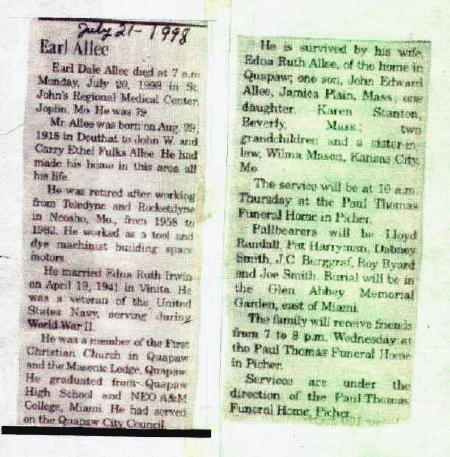 July 21-1998
Earl Allee
Earl Dale Allee died at 7 a.m
Monday, July 20, 1998 in St.
John's Regional Medical Center,
Joplin, Mo. He was 79.
Mr. Allee was born on Aug. 29,
1918 in Douthat to John W. and
Carry Ethel Fulks Allee. He had
made his home in this area all
his life.
He was retired after working
from Teledyne and Rocketdyne
in Neosho, Mo., from 1958 to
1982. He worked as a tool and
dye machinist building space
motors.
He married Edna Ruth Irwin
on April 19, 1941 in Vinita. He
was a veteran of the United
States Navy, serving during
World War II.
He was a member of the First
Christian Church in Quapaw
and the Masonic Lodge, Quapaw.
He graduated from Quapaw
High School and NEO A&M
College, Miami. He had served
on the Quapaw City Council.
He is survived by his wife,
Edna Ruth Allee, of the home in
Quapaw; one son, John Edward
Allee, Jamica Plain, Mass.; one
daughter, Karen Stanton,
Beverly, Mass.; two
grandchildren and a sister-in-
law, Wilma Mason, Kansas City,
Mo.
The service will be at 10 a.m.
Thursday at the Paul Thomas
Funeral Home in Picher.
Pallbearers will be Lloyd
Randall, Pat Harryman, Dabney
Smith, J.C. Burggraf, Roy Byard
and Joe Smith. Burial will be in
the Glen Abbey Memorial
Garden, east of Miami.
The family will receive friends
from 7 to 8 p.m. Wednesday at
the Paul Thomas Funeral Home
in Picher.
Services are under the
direction of the Paul Thomas
Funeral Home, Picher.